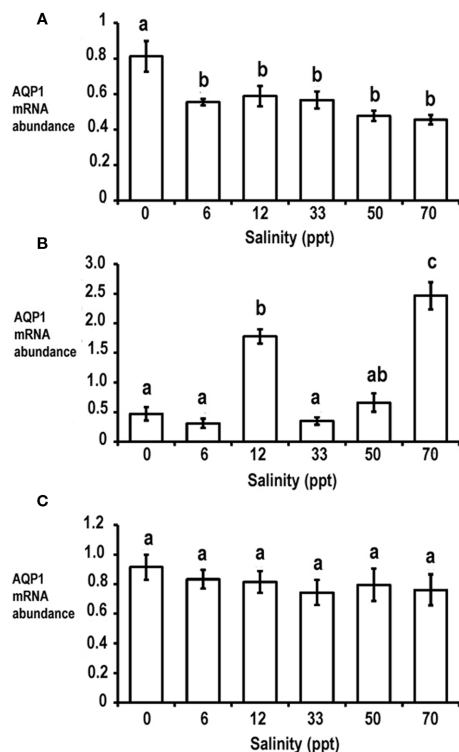 A
a
1
0.8
0.6
0.4
0.2
0
AQP1
mRNA
abundance
b b b b b
0 6 12 33 50 70
Salinity (ppt)
B
3.0
2.5
2.0
1.5
1.0
0.5
0
AQP1
mRNA
abundance
a a b a ab c
0 6 12 33 50 70
Salinity (ppt)
C
1.2
1.0
0.8
0.6
0.4
0.2
0
AQP1
mRNA
abundance
a a a a a a
0 6 12 33 50 70
Salinity (ppt)